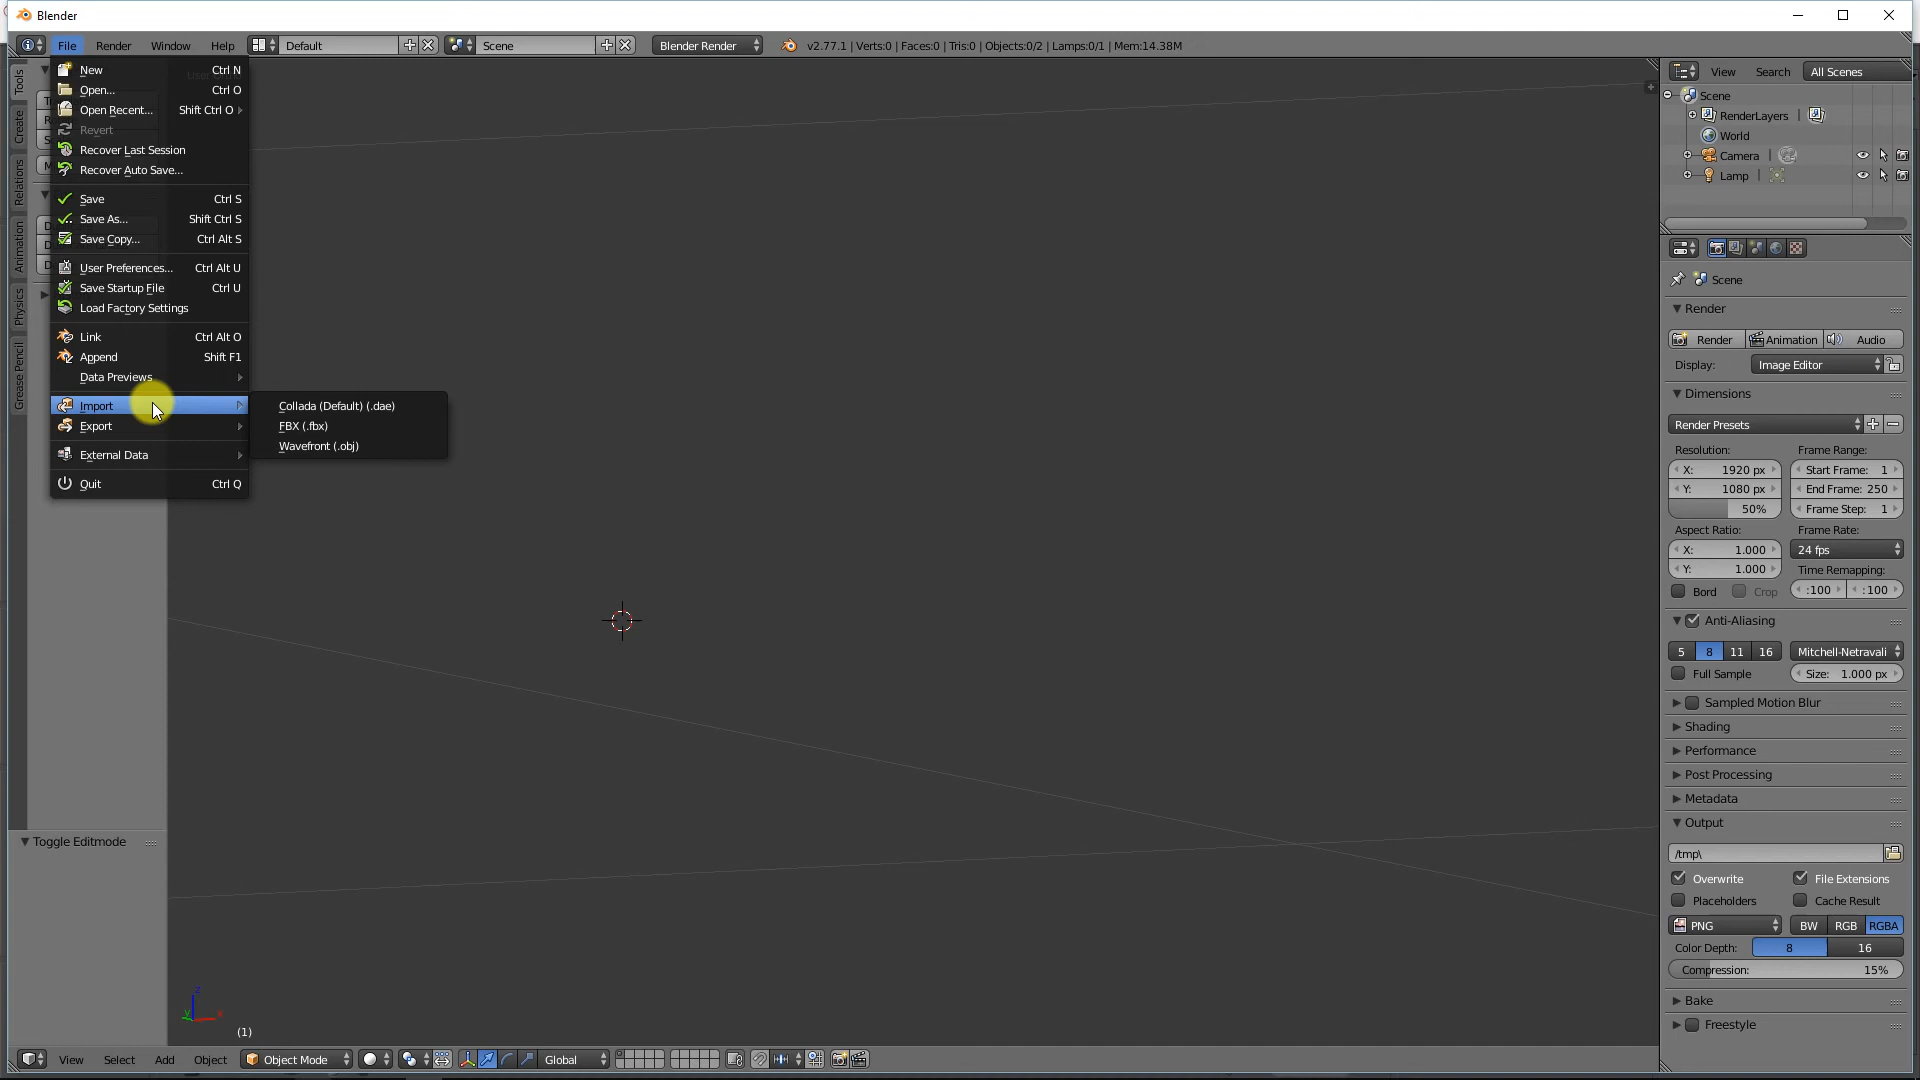 Blender
File Render Window Help Default Scene Blender Render v2.77.1 | Verts:0 | Faces:0 | Tris:0 | Objects:0/2 | Lamps:0/1 | Mem:14.38M
New Ctrl N
Open... Ctrl O
Open Recent... Shift Ctrl O
Revert
Recover Last Session
Recover Auto Save...
Save Ctrl S
Save As... Shift Ctrl S
Save Copy... Ctrl Alt S
User Preferences... Ctrl Alt U
Save Startup File Ctrl U
Load Factory Settings
Link Ctrl Alt O
Append Shift F1
Data Previews
Import
Export
External Data
Quit Ctrl Q
Collada (Default) (.dae)
FBX (.fbx)
Wavefront (.obj)
Tools
Create
Relations
Animation
Physics
Grease Pencil
Toggle Editmode
z
y
x
(1)
View Select Add Object Object Mode Global
View Search All Scenes
Scene
RenderLayers |
World
Camera |
Lamp |
Scene
Render
Render Animation Audio
Display: Image Editor
Dimensions
Render Presets
Resolution: Frame Range:
X: 1920 px Start Frame: 1
Y: 1080 px End Frame: 250
50% Frame Step: 1
Aspect Ratio: Frame Rate:
X: 1.000 24 fps
Y: 1.000 Time Remapping:
Bord Crop :100 :100
Anti-Aliasing
5 8 11 16 Mitchell-Netravali
Full Sample Size: 1.000 px
Sampled Motion Blur
Shading
Performance
Post Processing
Metadata
Output
/tmp\
Overwrite File Extensions
Placeholders Cache Result
PNG BW RGB RGBA
Color Depth: 8 16
Compression: 15%
Bake
Freestyle